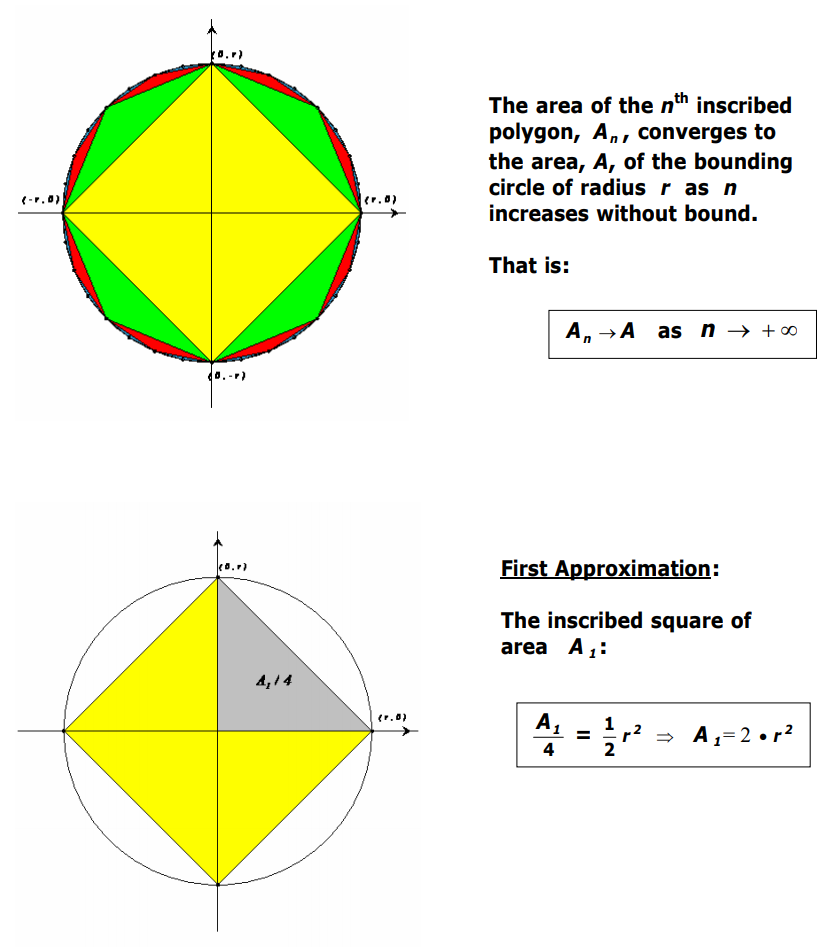 (0,r)
(-r,0)
(r,0)
(0,-r)
The area of the nth inscribed
polygon, An, converges to
the area, A, of the bounding
circle of radius r as n
increases without bound.
That is:
An → A as n → + ∞
(0,r)
A1 / 4
(r,0)
First Approximation:
The inscribed square of
area A 1:
A1/4 = 1/2 r² ⇒ A 1= 2 • r²